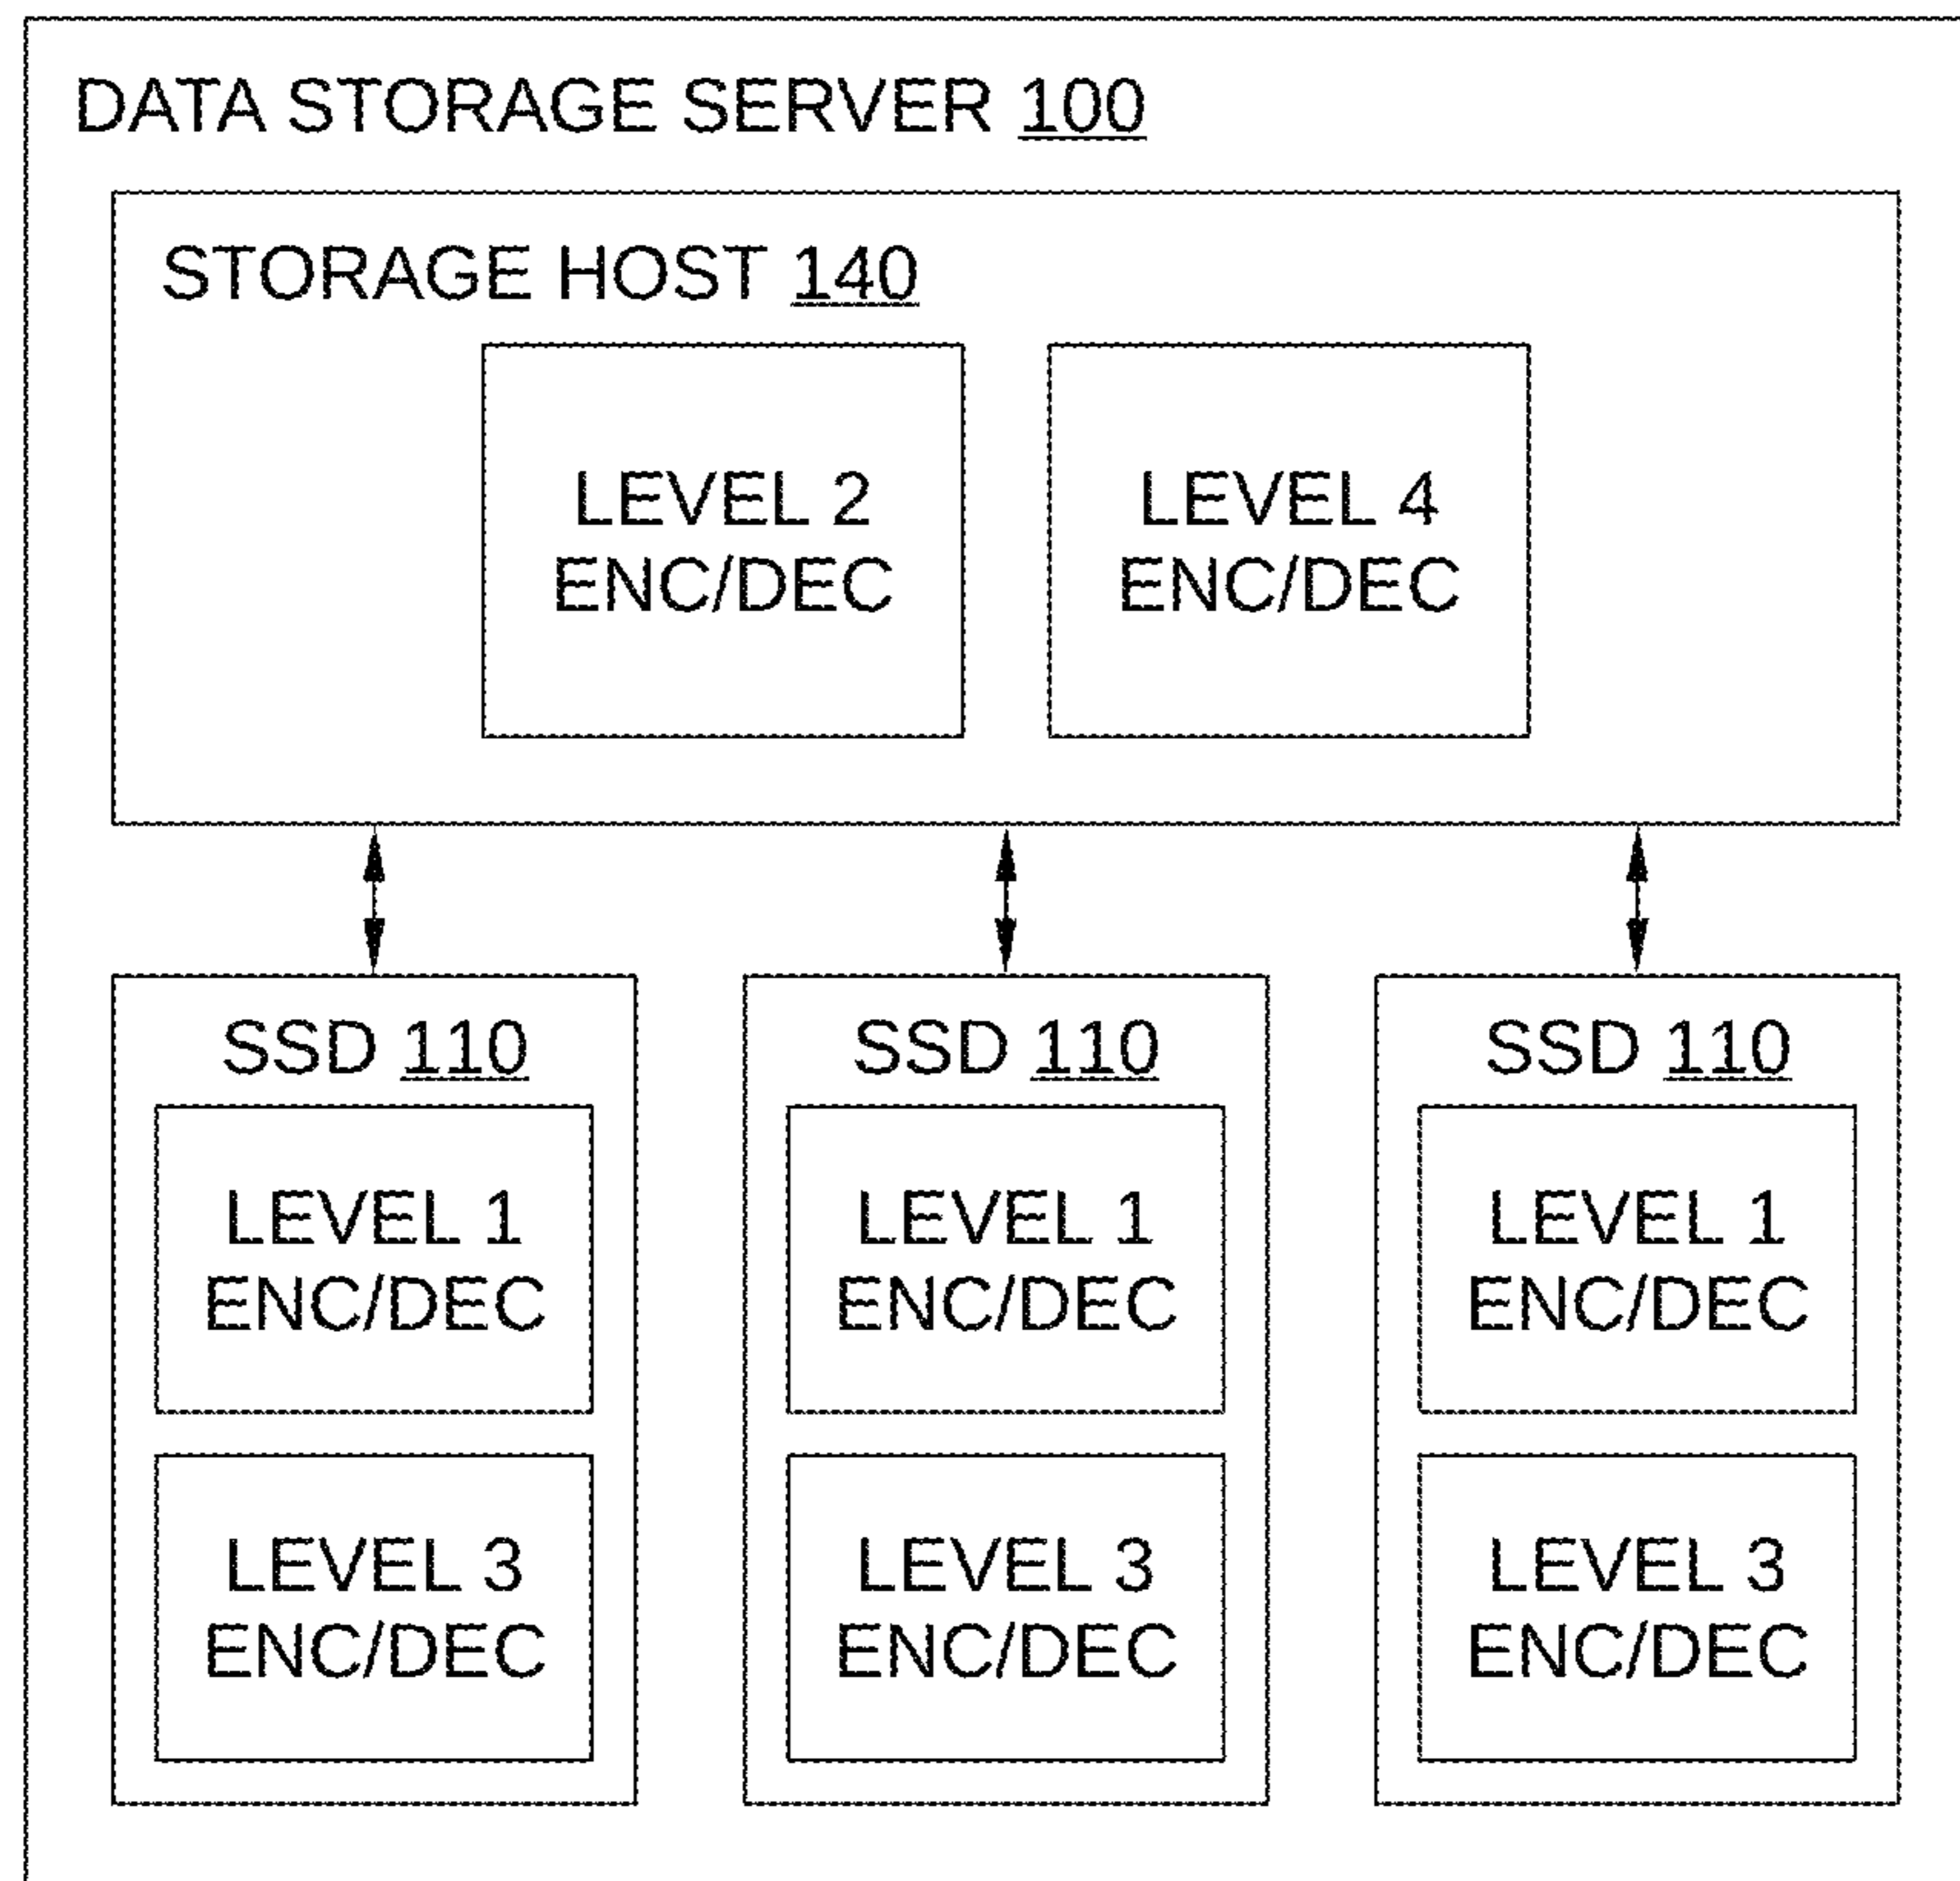 DATA STORAGE SERVER 100
STORAGE HOST 140
LEVEL 2
ENC/DEC
LEVEL 4
ENC/DEC
SSD 110
LEVEL 1
ENC/DEC
LEVEL 3
ENC/DEC
SSD 110
LEVEL 1
ENC/DEC
LEVEL 3
ENC/DEC
SSD 110
LEVEL 1
ENC/DEC
LEVEL 3
ENC/DEC